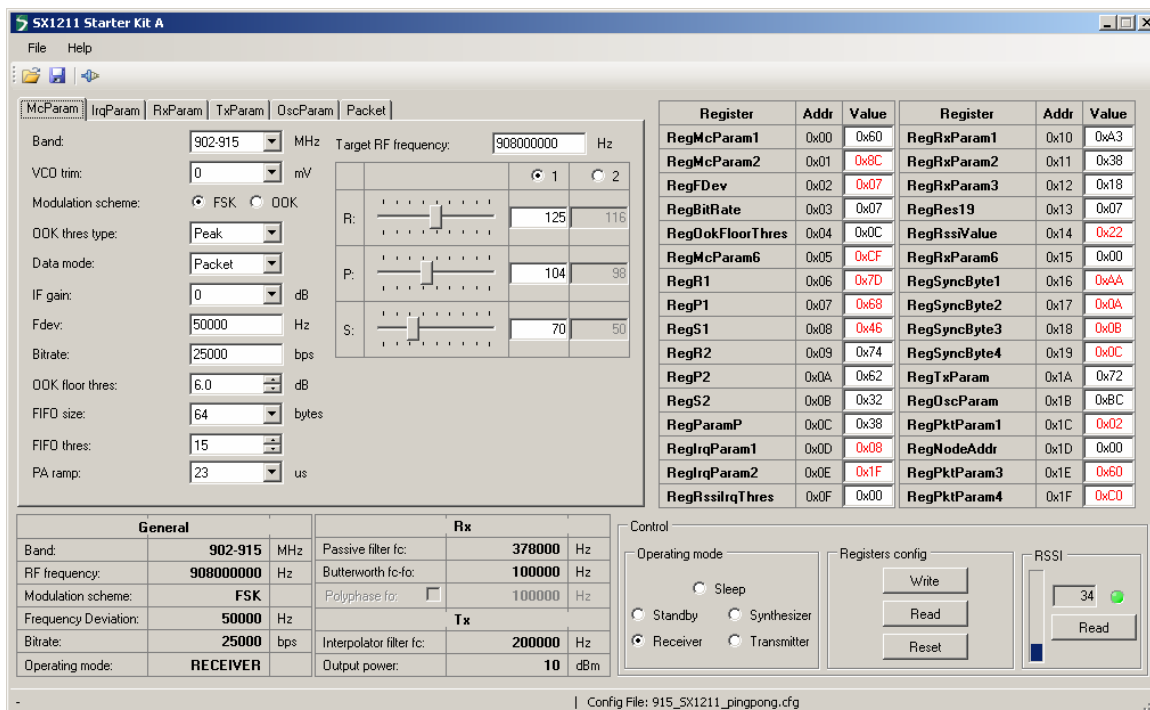 SX1211 Starter Kit A
File Help
McParam IrqParam RxParam TxParam OscParam Packet
Band: 902-915 MHz
VCO trim: 0 mV
Modulation scheme: FSK OOK
OOK thres type: Peak
Data mode: Packet
IF gain: 0 dB
Fdev: 50000 Hz
Bitrate: 25000 bps
OOK floor thres: 6.0 dB
FIFO size: 64 bytes
FIFO thres: 15
PA ramp: 23 us
Target RF frequency: 908000000 Hz
1 2
R: 125 116
P: 104 98
S: 70 50
Register Addr Value Register Addr Value
RegMcParam1 0x00 0x60 RegRxParam1 0x10 0xA3
RegMcParam2 0x01 0x8C RegRxParam2 0x11 0x38
RegFDev 0x02 0x07 RegRxParam3 0x12 0x18
RegBitRate 0x03 0x07 RegRes19 0x13 0x07
RegOokFloorThres 0x04 0x0C RegRssiValue 0x14 0x22
RegMcParam6 0x05 0xCF RegRxParam6 0x15 0x00
RegR1 0x06 0x7D RegSyncByte1 0x16 0xAA
RegP1 0x07 0x68 RegSyncByte2 0x17 0x0A
RegS1 0x08 0x46 RegSyncByte3 0x18 0x0B
RegR2 0x09 0x74 RegSyncByte4 0x19 0x0C
RegP2 0x0A 0x62 RegTxParam 0x1A 0x72
RegS2 0x0B 0x32 RegOscParam 0x1B 0xBC
RegParamP 0x0C 0x38 RegPktParam1 0x1C 0x02
RegIrqParam1 0x0D 0x08 RegNodeAddr 0x1D 0x00
RegIrqParam2 0x0E 0x1F RegPktParam3 0x1E 0x60
RegRssiIrqThres 0x0F 0x00 RegPktParam4 0x1F 0xC0
General
Band: 902-915 MHz
RF frequency: 908000000 Hz
Modulation scheme: FSK
Frequency Deviation: 50000 Hz
Bitrate: 25000 bps
Operating mode: RECEIVER
Rx
Passive filter fc: 378000 Hz
Butterworth fc-fo: 100000 Hz
Polyphase fo: 100000 Hz
Tx
Interpolator filter fc: 200000 Hz
Output power: 10 dBm
Control
Operating mode
Sleep
Standby Synthesizer
Receiver Transmitter
Registers config
Write
Read
Reset
RSSI
34
Read
- | Config File: 915_SX1211_pingpong.cfg